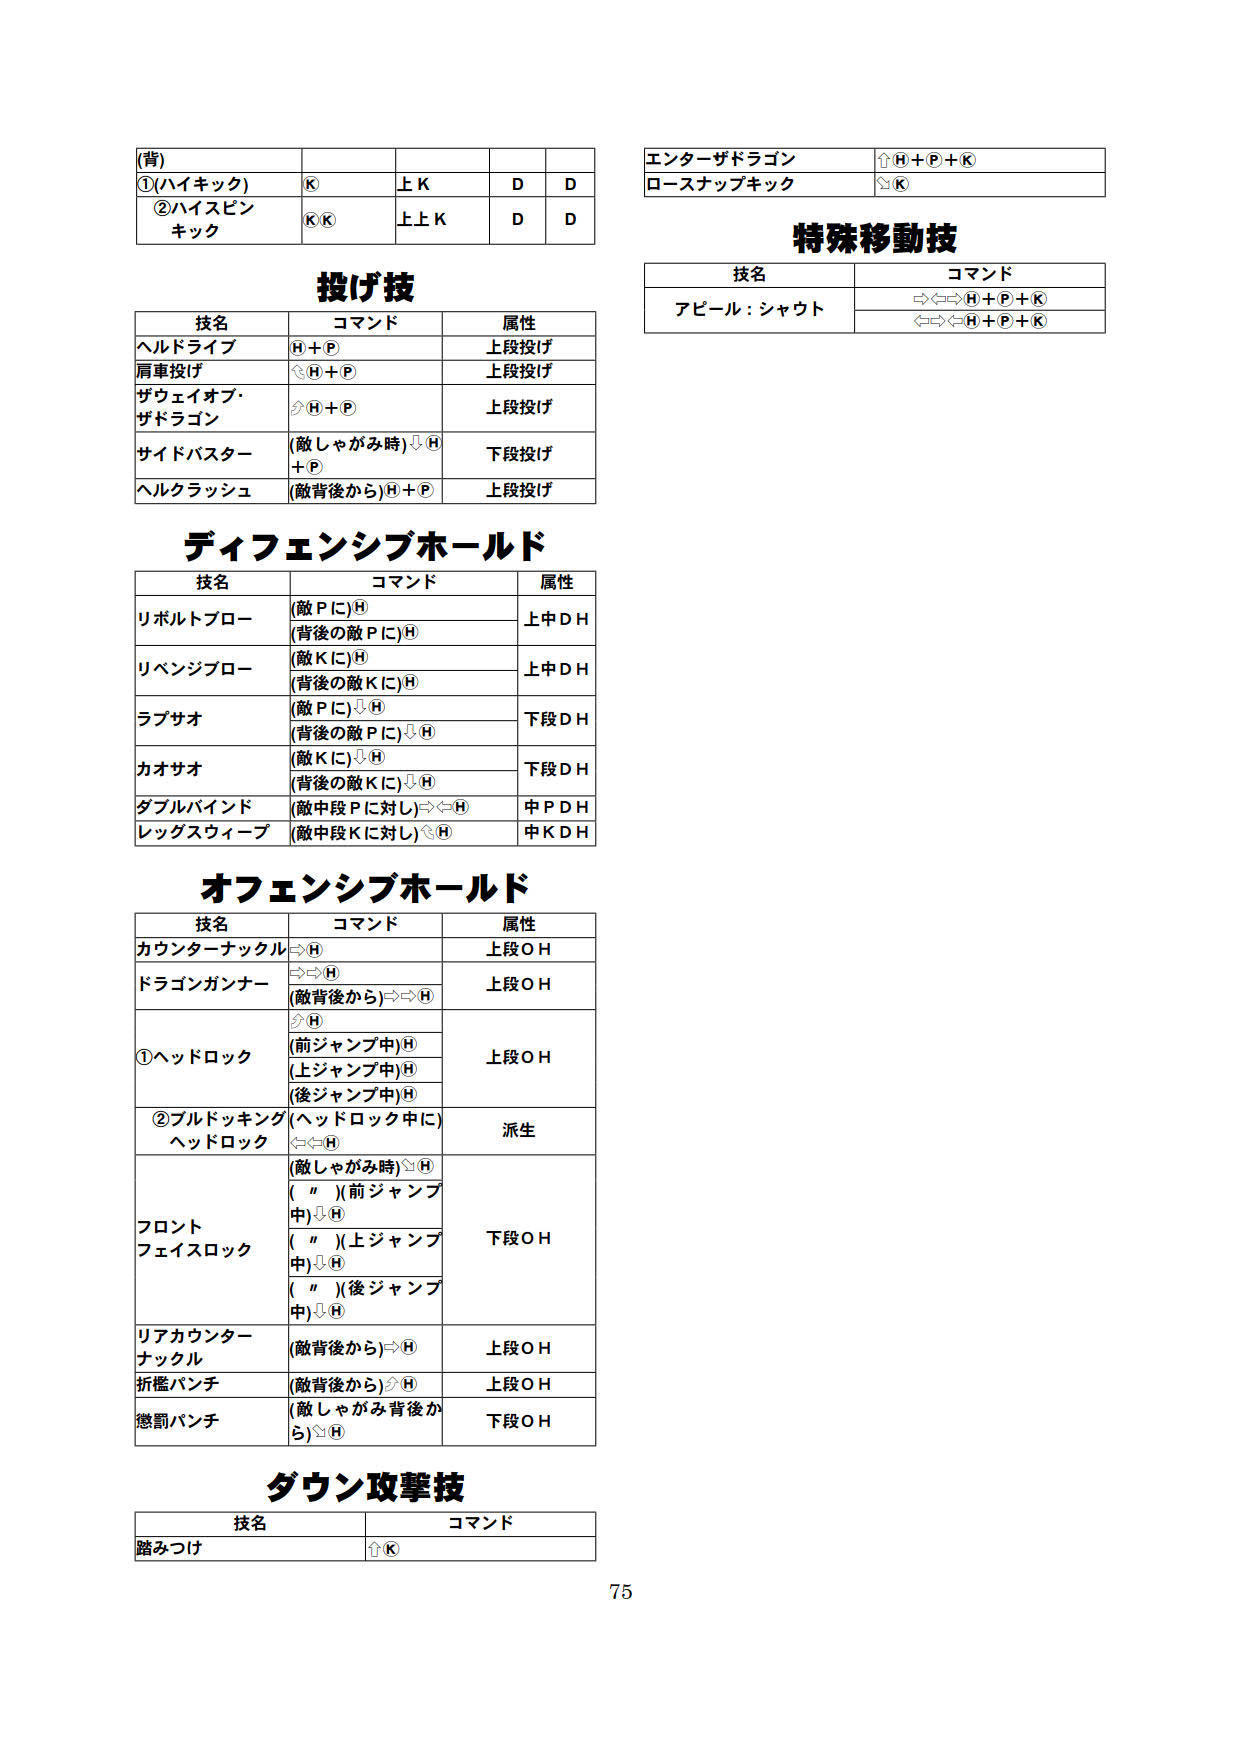 (背)
①(ハイキック) Ⓚ 上K D D
②ハイスピン
キック ⓀⓀ 上上K D D
投げ技
技名 コマンド 属性
ヘルドライブ Ⓗ+Ⓟ 上段投げ
肩車投げ ⇖Ⓗ+Ⓟ 上段投げ
ザウェイオブ・
ザドラゴン ⇗Ⓗ+Ⓟ 上段投げ
サイドバスター (敵しゃがみ時)⇩Ⓗ
+Ⓟ 下段投げ
ヘルクラッシュ (敵背後から)Ⓗ+Ⓟ 上段投げ
ディフェンシブホールド
技名 コマンド 属性
リボルトブロー (敵Pに)Ⓗ 上中DH
(背後の敵Pに)Ⓗ
リベンジブロー (敵Kに)Ⓗ 上中DH
(背後の敵Kに)Ⓗ
ラプサオ (敵Pに)⇩Ⓗ 下段DH
(背後の敵Pに)⇩Ⓗ
カオサオ (敵Kに)⇩Ⓗ 下段DH
(背後の敵Kに)⇩Ⓗ
ダブルバインド (敵中段Pに対し)⇨⇦Ⓗ 中PDH
レッグスウィープ (敵中段Kに対し)⇖Ⓗ 中KDH
オフェンシブホールド
技名 コマンド 属性
カウンターナックル ⇨Ⓗ 上段OH
ドラゴンガンナー ⇨⇨Ⓗ 上段OH
(敵背後から)⇨⇨Ⓗ
①ヘッドロック ⇗Ⓗ 上段OH
(前ジャンプ中)Ⓗ
(上ジャンプ中)Ⓗ
(後ジャンプ中)Ⓗ
②ブルドッキング
ヘッドロック (ヘッドロック中に)
⇦⇦Ⓗ 派生
フロント
フェイスロック (敵しゃがみ時)⇘Ⓗ 下段OH
( 〃 )(前ジャンプ
中)⇩Ⓗ
( 〃 )(上ジャンプ
中)⇩Ⓗ
( 〃 )(後ジャンプ
中)⇩Ⓗ
リアカウンター
ナックル (敵背後から)⇨Ⓗ 上段OH
折檻パンチ (敵背後から)⇗Ⓗ 上段OH
懲罰パンチ (敵しゃがみ背後か
ら)⇘Ⓗ 下段OH
ダウン攻撃技
技名 コマンド
踏みつけ ⇧Ⓚ
エンターザドラゴン ⇧Ⓗ+Ⓟ+Ⓚ
ロースナップキック ⇘Ⓚ
特殊移動技
技名 コマンド
アピール：シャウト ⇨⇦⇨Ⓗ+Ⓟ+Ⓚ
⇦⇨⇦Ⓗ+Ⓟ+Ⓚ
75